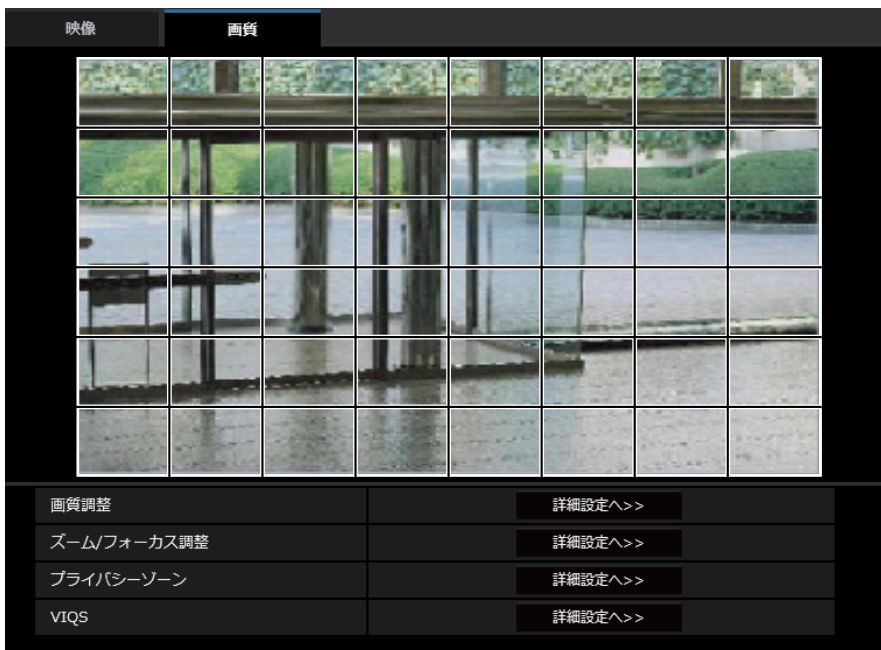 映像 画質
画質調整 詳細設定へ>>
ズーム/フォーカス調整 詳細設定へ>>
プライバシーゾーン 詳細設定へ>>
VIQS 詳細設定へ>>